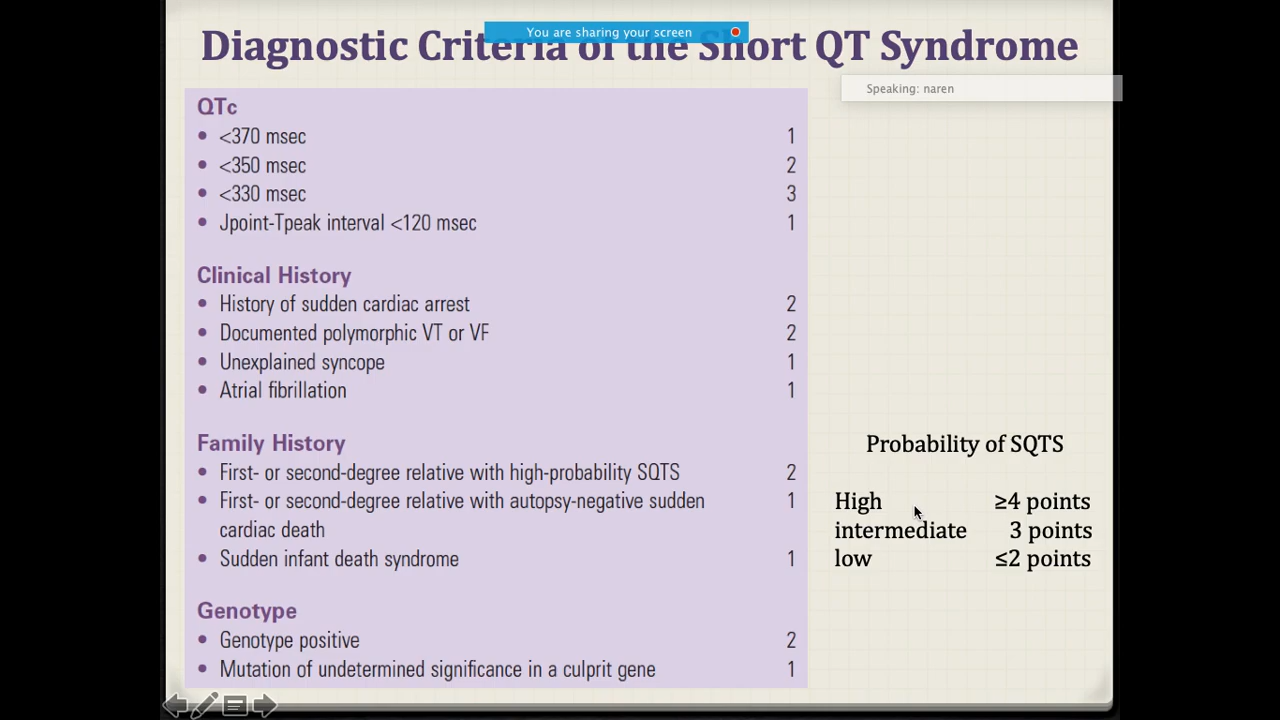 You are sharing your screen
Diagnostic Criteria of the Short QT Syndrome
Speaking: naren
QTc
• <370 msec 1
• <350 msec 2
• <330 msec 3
• Jpoint-Tpeak interval <120 msec 1
Clinical History
• History of sudden cardiac arrest 2
• Documented polymorphic VT or VF 2
• Unexplained syncope 1
• Atrial fibrillation 1
Family History
• First- or second-degree relative with high-probability SQTS 2
• First- or second-degree relative with autopsy-negative sudden 1
cardiac death
• Sudden infant death syndrome 1
Genotype
• Genotype positive 2
• Mutation of undetermined significance in a culprit gene 1
Probability of SQTS
High ≥4 points
intermediate 3 points
low ≤2 points